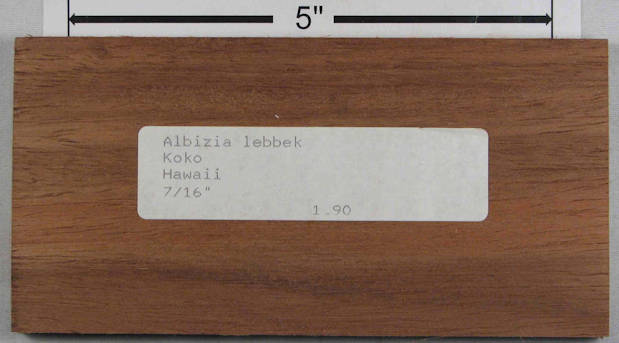 5"
Albizia lebbek
Koko
Hawaii
7/16"
1.90